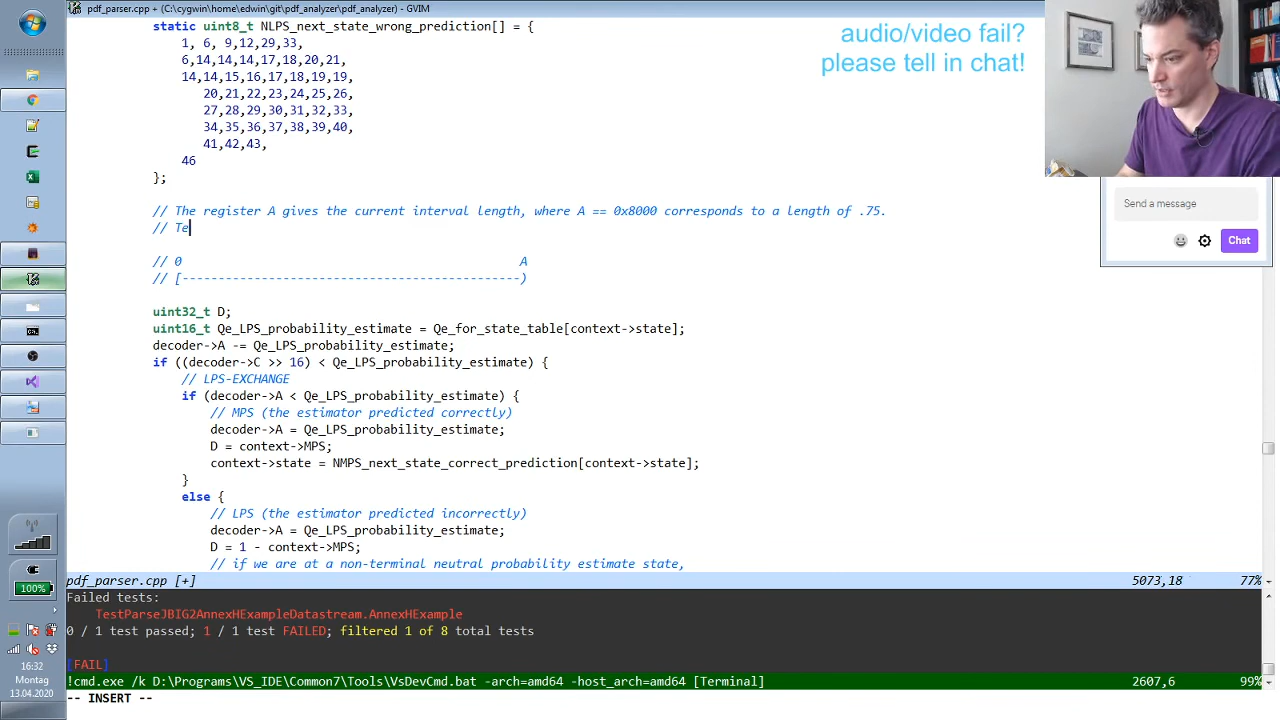 pdf_parser.cpp + (C:\cygwin\home\edwin\git\pdf_analyzer\pdf_analyzer) - GVIM
static uint8_t NLPS_next_state_wrong_prediction[] = {
1, 6, 9,12,29,33,
6,14,14,14,17,18,20,21,
14,14,15,16,17,18,19,19,
20,21,22,23,24,25,26,
27,28,29,30,31,32,33,
34,35,36,37,38,39,40,
41,42,43,
46
};
// The register A gives the current interval length, where A == 0x8000 corresponds to a length of .75.
// Te
// 0 A
// [-----------------------------------------------)
uint32_t D;
uint16_t Qe_LPS_probability_estimate = Qe_for_state_table[context->state];
decoder->A -= Qe_LPS_probability_estimate;
if ((decoder->C >> 16) < Qe_LPS_probability_estimate) {
// LPS-EXCHANGE
if (decoder->A < Qe_LPS_probability_estimate) {
// MPS (the estimator predicted correctly)
decoder->A = Qe_LPS_probability_estimate;
D = context->MPS;
context->state = NMPS_next_state_correct_prediction[context->state];
}
else {
// LPS (the estimator predicted incorrectly)
decoder->A = Qe_LPS_probability_estimate;
D = 1 - context->MPS;
// if we are at a non-terminal neutral probability estimate state,
pdf_parser.cpp [+] 5073,18 77%
Failed tests:
TestParseJBIG2AnnexHExampleDatastream.AnnexHExample
0 / 1 test passed; 1 / 1 test FAILED; filtered 1 of 8 total tests
[FAIL]
!cmd.exe /k D:\Programs\VS_IDE\Common7\Tools\VsDevCmd.bat -arch=amd64 -host_arch=amd64 [Terminal] 2607,6 99%
-- INSERT --
audio/video fail?
please tell in chat!
Send a message
Chat
100%
16:32
Montag
13.04.2020